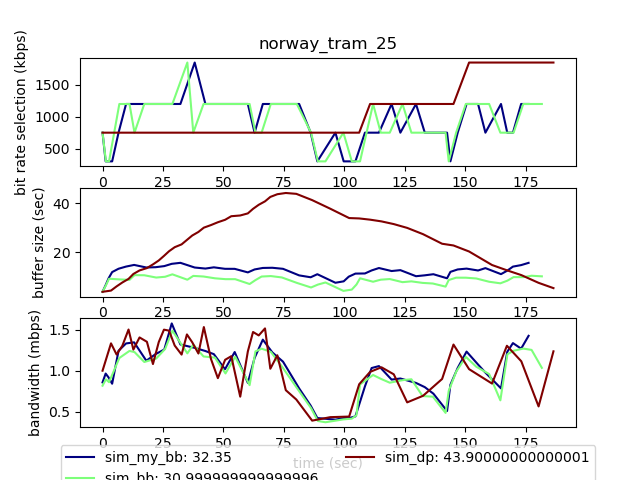 norway_tram_25
bit rate selection (kbps)
1500
1000
500
0 25 50 75 100 125 150 175
buffer size (sec)
40
20
0 25 50 75 100 125 150 175
bandwidth (mbps)
1.5
1.0
0.5
0 25 50 75 100 125 150 175
time (sec)
sim_my_bb: 32.35 sim_dp: 43.90000000000001
sim_bb: 30.999999999999996